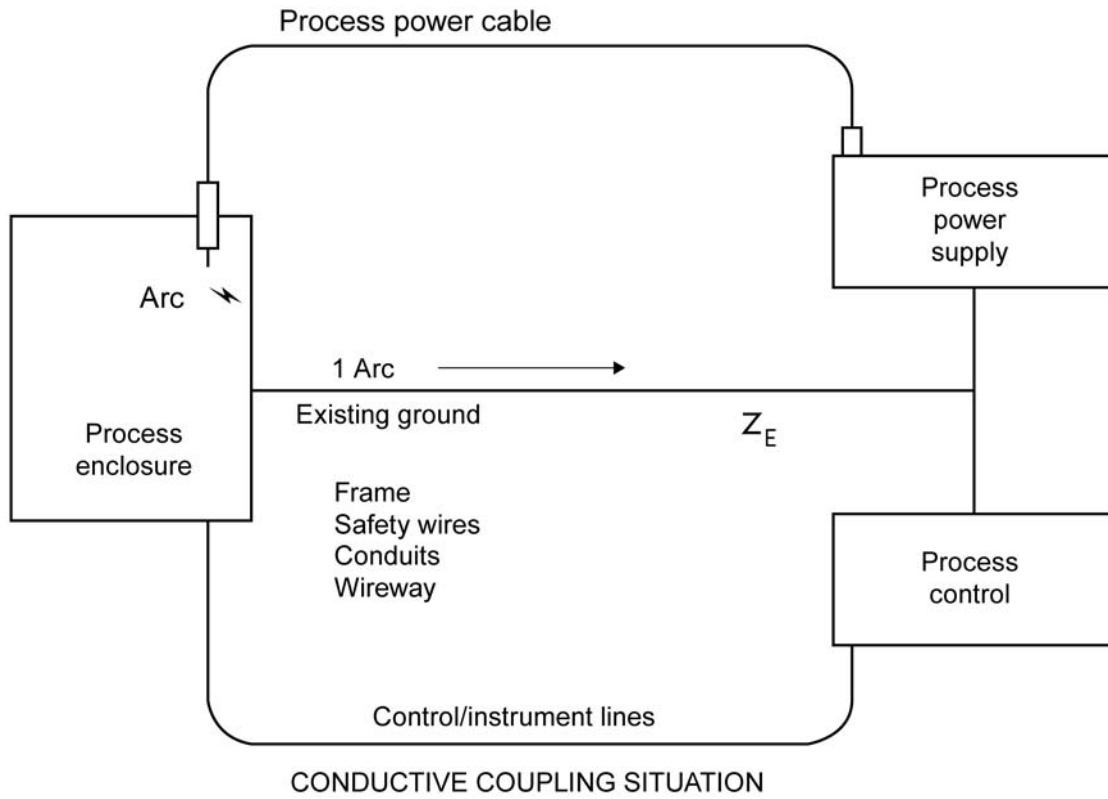 Process power cable
Process
power
supply
Arc
1 Arc
Existing ground
Z_E
Process
enclosure
Frame
Safety wires
Conduits
Wireway
Process
control
Control/instrument lines
CONDUCTIVE COUPLING SITUATION